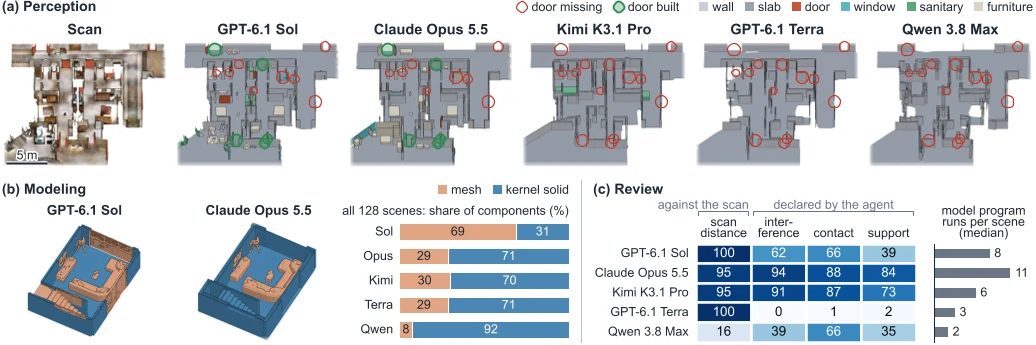 (a) Perception
door missing door built wall slab door window sanitary furniture
Scan GPT-6.1 Sol Claude Opus 5.5 Kimi K3.1 Pro GPT-6.1 Terra Qwen 3.8 Max
5 m
(b) Modeling
mesh kernel solid
GPT-6.1 Sol Claude Opus 5.5
all 128 scenes: share of components (%)
Sol 69 31
Opus 29 71
Kimi 30 70
Terra 29 71
Qwen 8 92
(c) Review
against the scan declared by the agent
scan distance
inter-ference
contact
support
model program
runs per scene
(median)
GPT-6.1 Sol 100 62 66 39 8
Claude Opus 5.5 95 94 88 84 11
Kimi K3.1 Pro 95 91 87 73 6
GPT-6.1 Terra 100 0 1 2 3
Qwen 3.8 Max 16 39 66 35 2